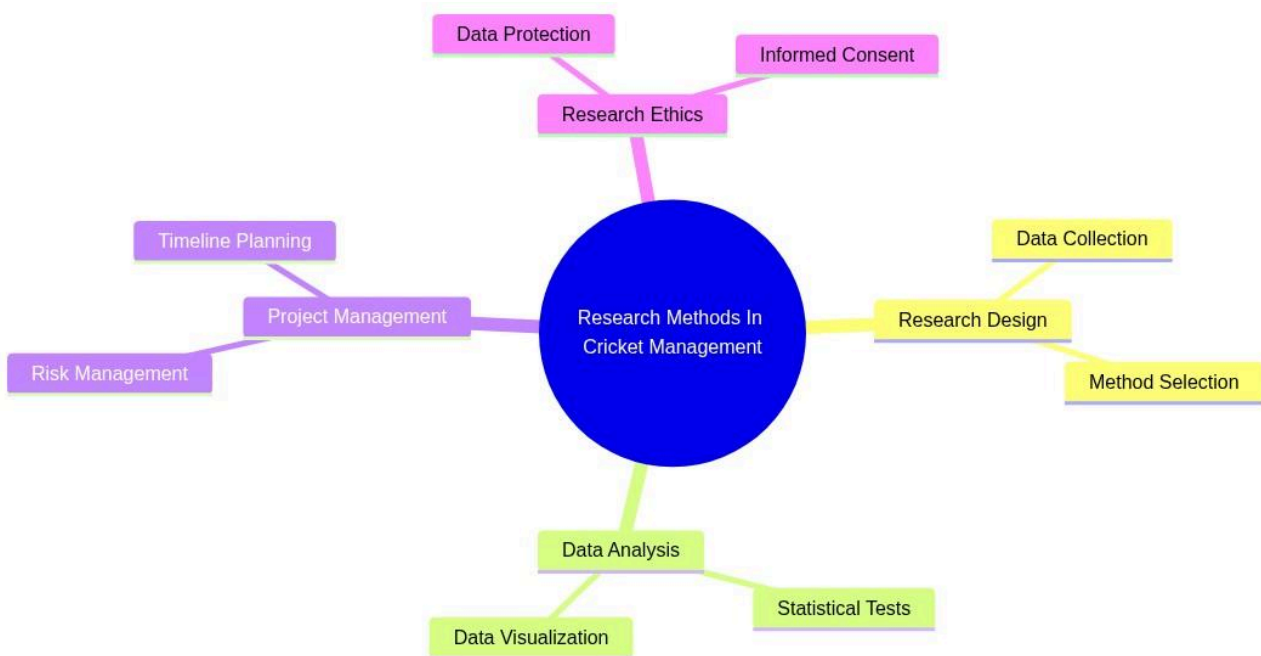 Data Protection
Informed Consent
Research Ethics
Timeline Planning
Project Management
Risk Management
Research Methods In
Cricket Management
Data Collection
Research Design
Method Selection
Data Analysis
Statistical Tests
Data Visualization